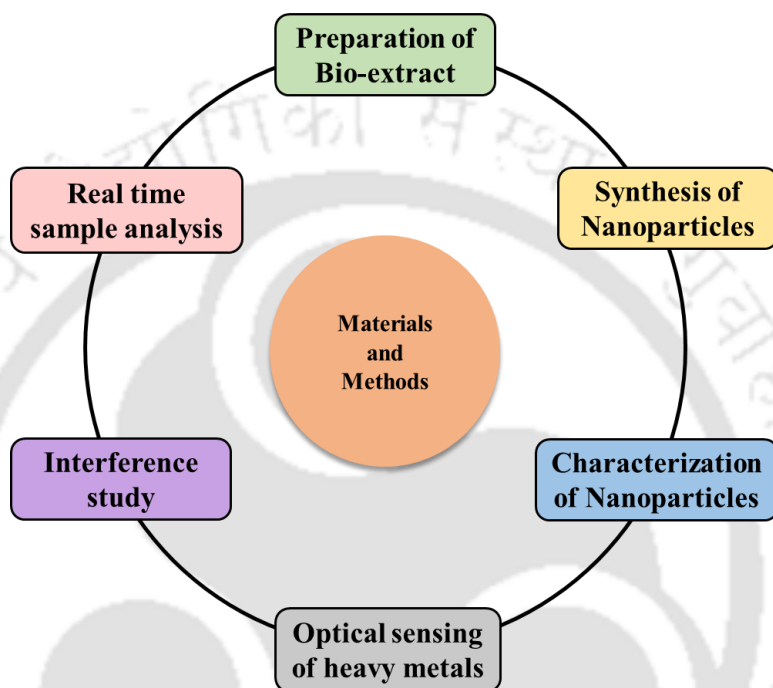 Preparation of
Bio-extract
Real time
sample analysis
Synthesis of
Nanoparticles
Materials
and
Methods
Interference
study
Characterization
of Nanoparticles
Optical sensing
of heavy metals